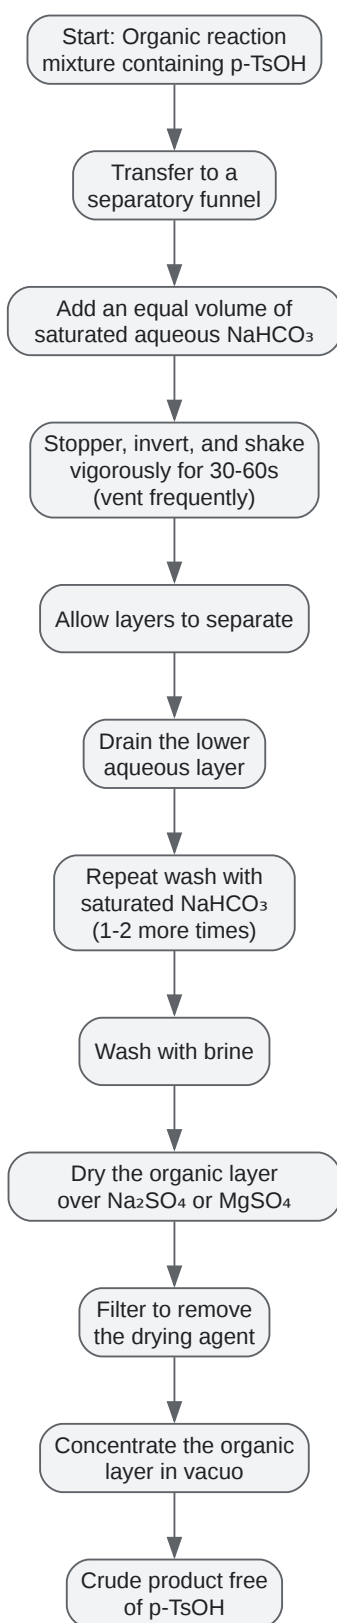 Start: Organic reaction
mixture containing p-TsOH
Transfer to a
separatory funnel
Add an equal volume of
saturated aqueous NaHCO₃
Stopper, invert, and shake
vigorously for 30-60s
(vent frequently)
Allow layers to separate
Drain the lower
aqueous layer
Repeat wash with
saturated NaHCO₃
(1-2 more times)
Wash with brine
Dry the organic layer
over Na₂SO₄ or MgSO₄
Filter to remove
the drying agent
Concentrate the organic
layer in vacuo
Crude product free
of p-TsOH